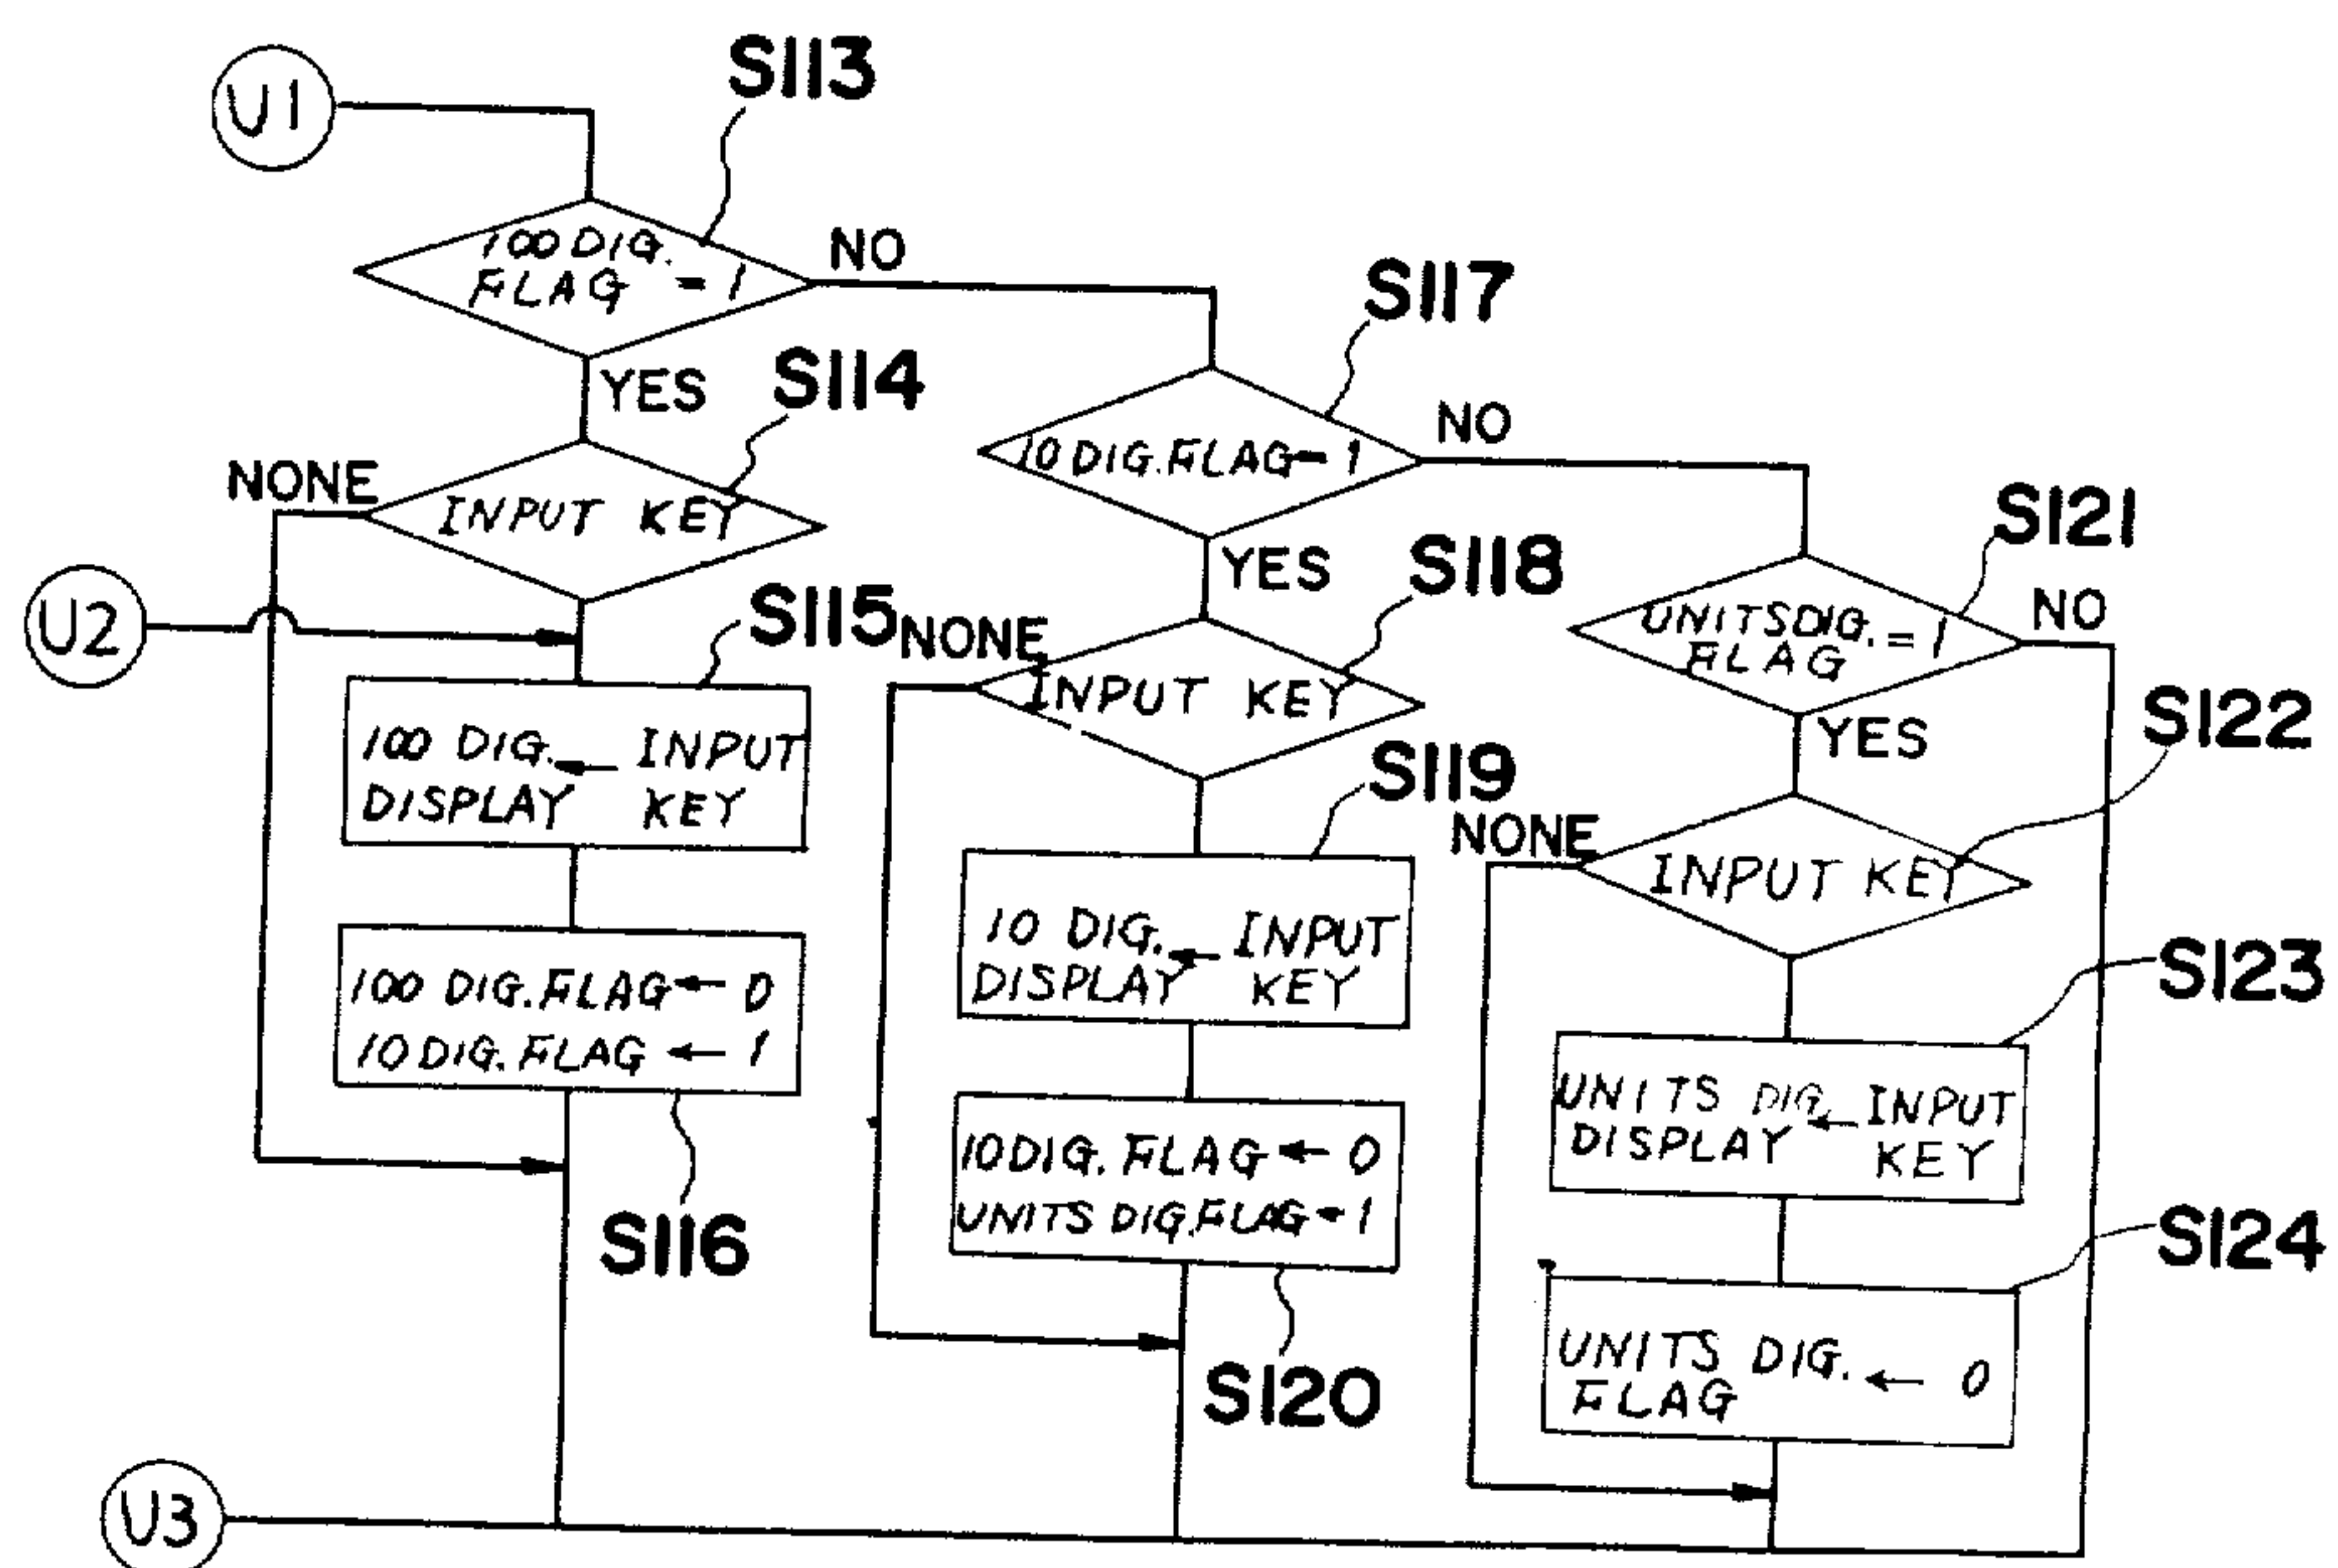 U1
S113
100 DIG.
FLAG = 1
NO
YES
S114
NONE
INPUT KEY
U2
S115
100 DIG. ← INPUT
DISPLAY KEY
100 DIG. FLAG ← 0
10 DIG. FLAG ← 1
S116
S117
10 DIG. FLAG = 1
NO
YES
S118
NONE
INPUT KEY
S119
10 DIG. ← INPUT
DISPLAY KEY
10 DIG. FLAG ← 0
UNITS DIG. FLAG ← 1
S120
S121
UNITS DIG. = 1
FLAG
NO
YES
S122
NONE
INPUT KEY
S123
UNITS DIG. ← INPUT
DISPLAY KEY
S124
UNITS DIG. ← 0
FLAG
U3